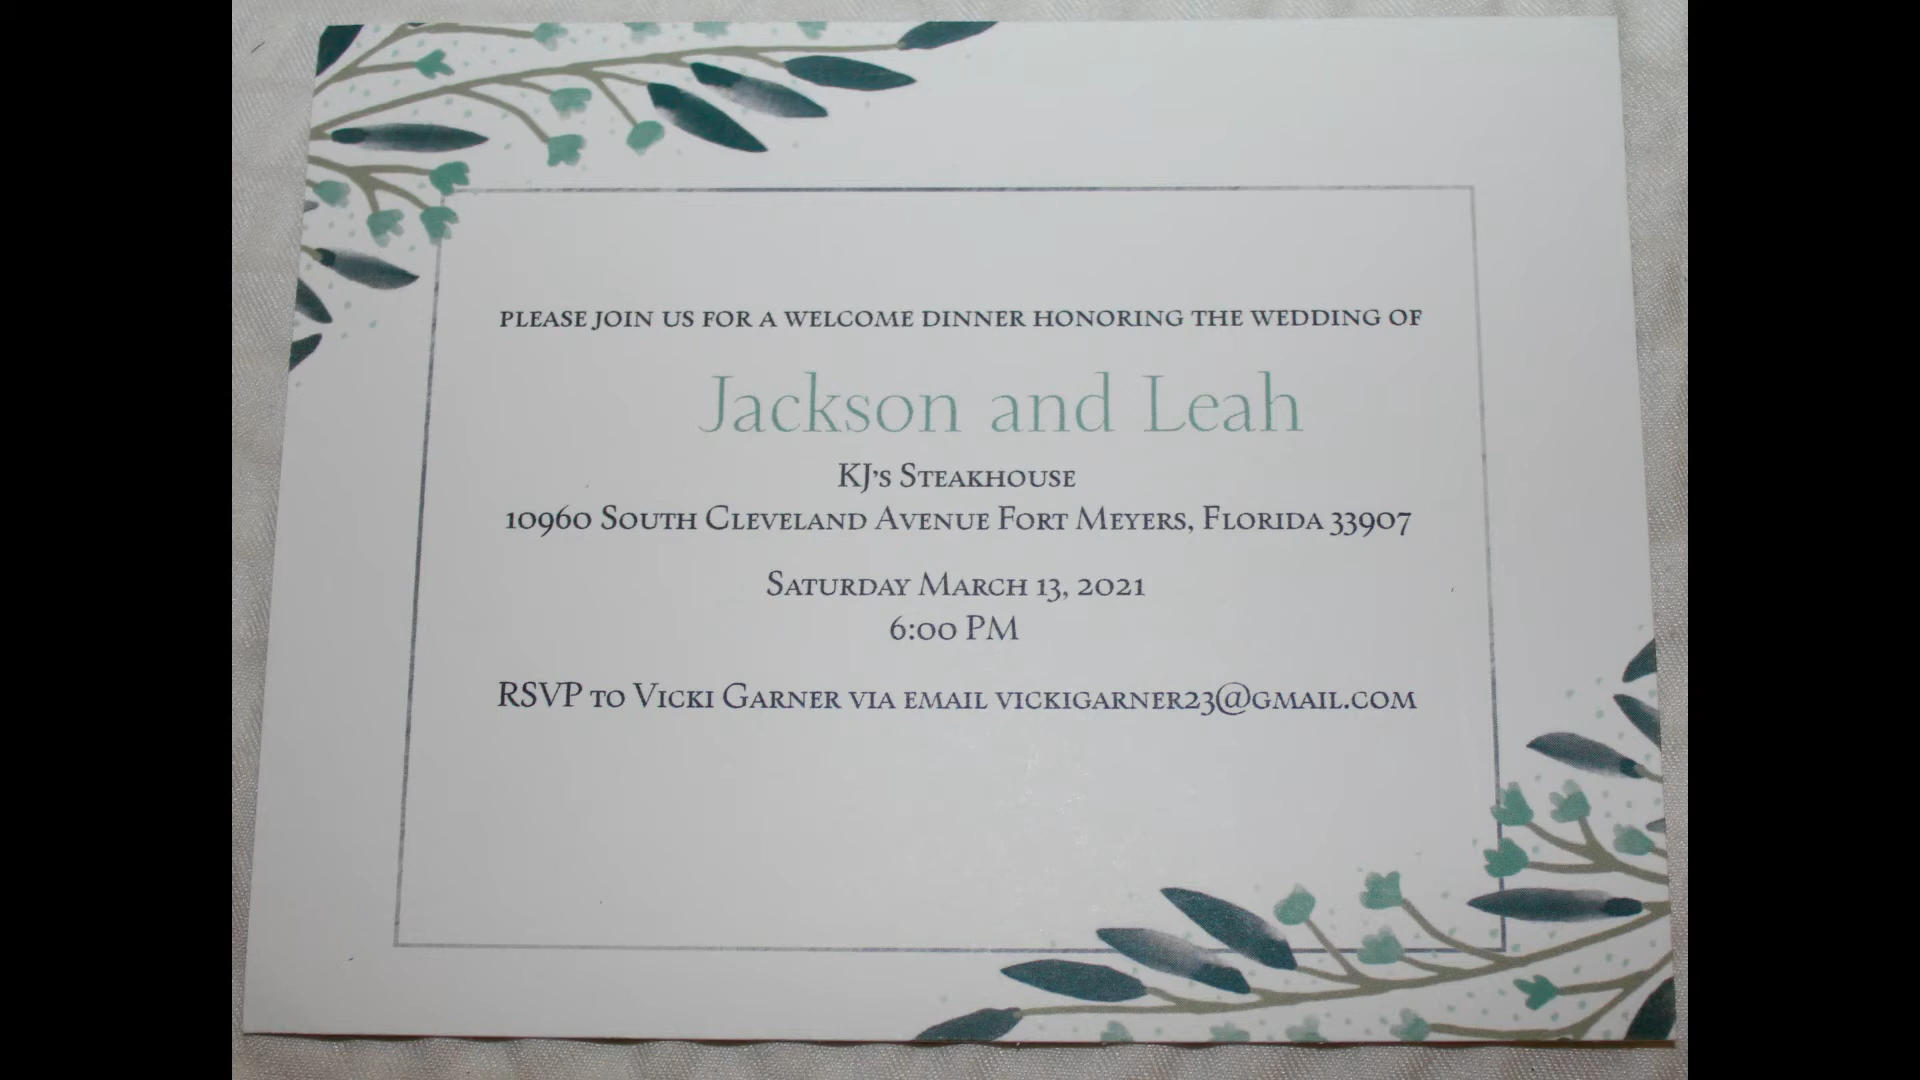 PLEASE JOIN US FOR A WELCOME DINNER HONORING THE WEDDING OF
Jackson and Leah
KJ's Steakhouse
10960 South Cleveland Avenue Fort Meyers, Florida 33907
Saturday March 13, 2021
6:00 PM
RSVP to Vicki Garner via email vickigarner23@gmail.com